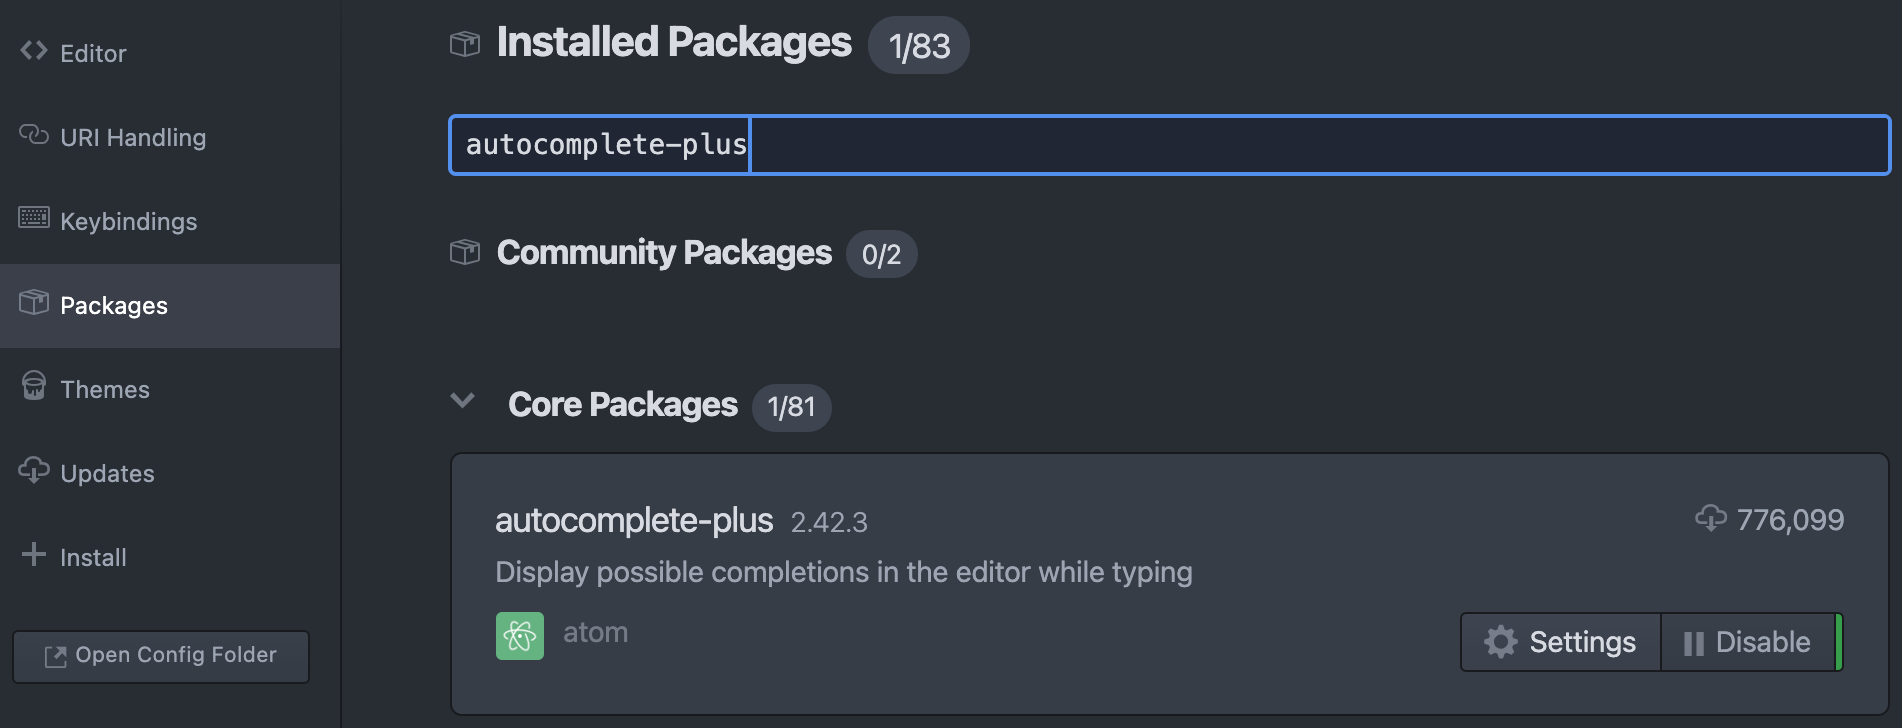 Editor
URI Handling
Keybindings
Packages
Themes
Updates
Install
Open Config Folder
Installed Packages 1/83
autocomplete-plus
Community Packages 0/2
Core Packages 1/81
autocomplete-plus 2.42.3 776,099
Display possible completions in the editor while typing
atom
Settings Disable